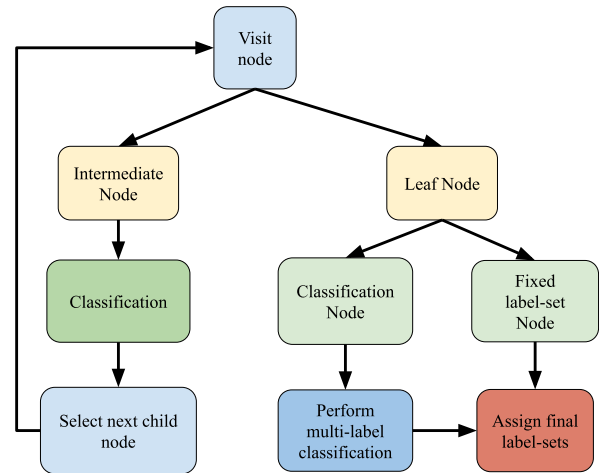 Visit
node
Intermediate
Node
Leaf Node
Classification
Classification
Node
Fixed
label-set
Node
Select next child
node
Perform
multi-label
classification
Assign final
label-sets